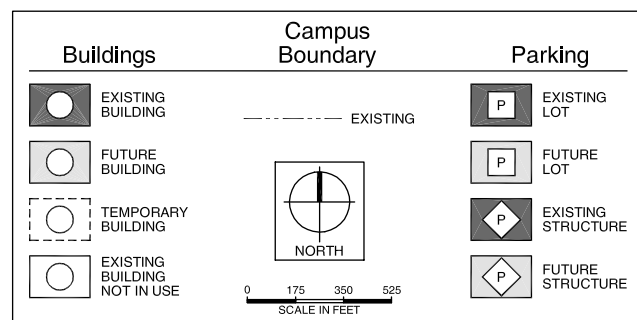 Buildings
EXISTING
BUILDING
FUTURE
BUILDING
TEMPORARY
BUILDING
EXISTING
BUILDING
NOT IN USE
Campus
Boundary
EXISTING
NORTH
0 175 350 525
SCALE IN FEET
Parking
P EXISTING
LOT
P FUTURE
LOT
P EXISTING
STRUCTURE
P FUTURE
STRUCTURE